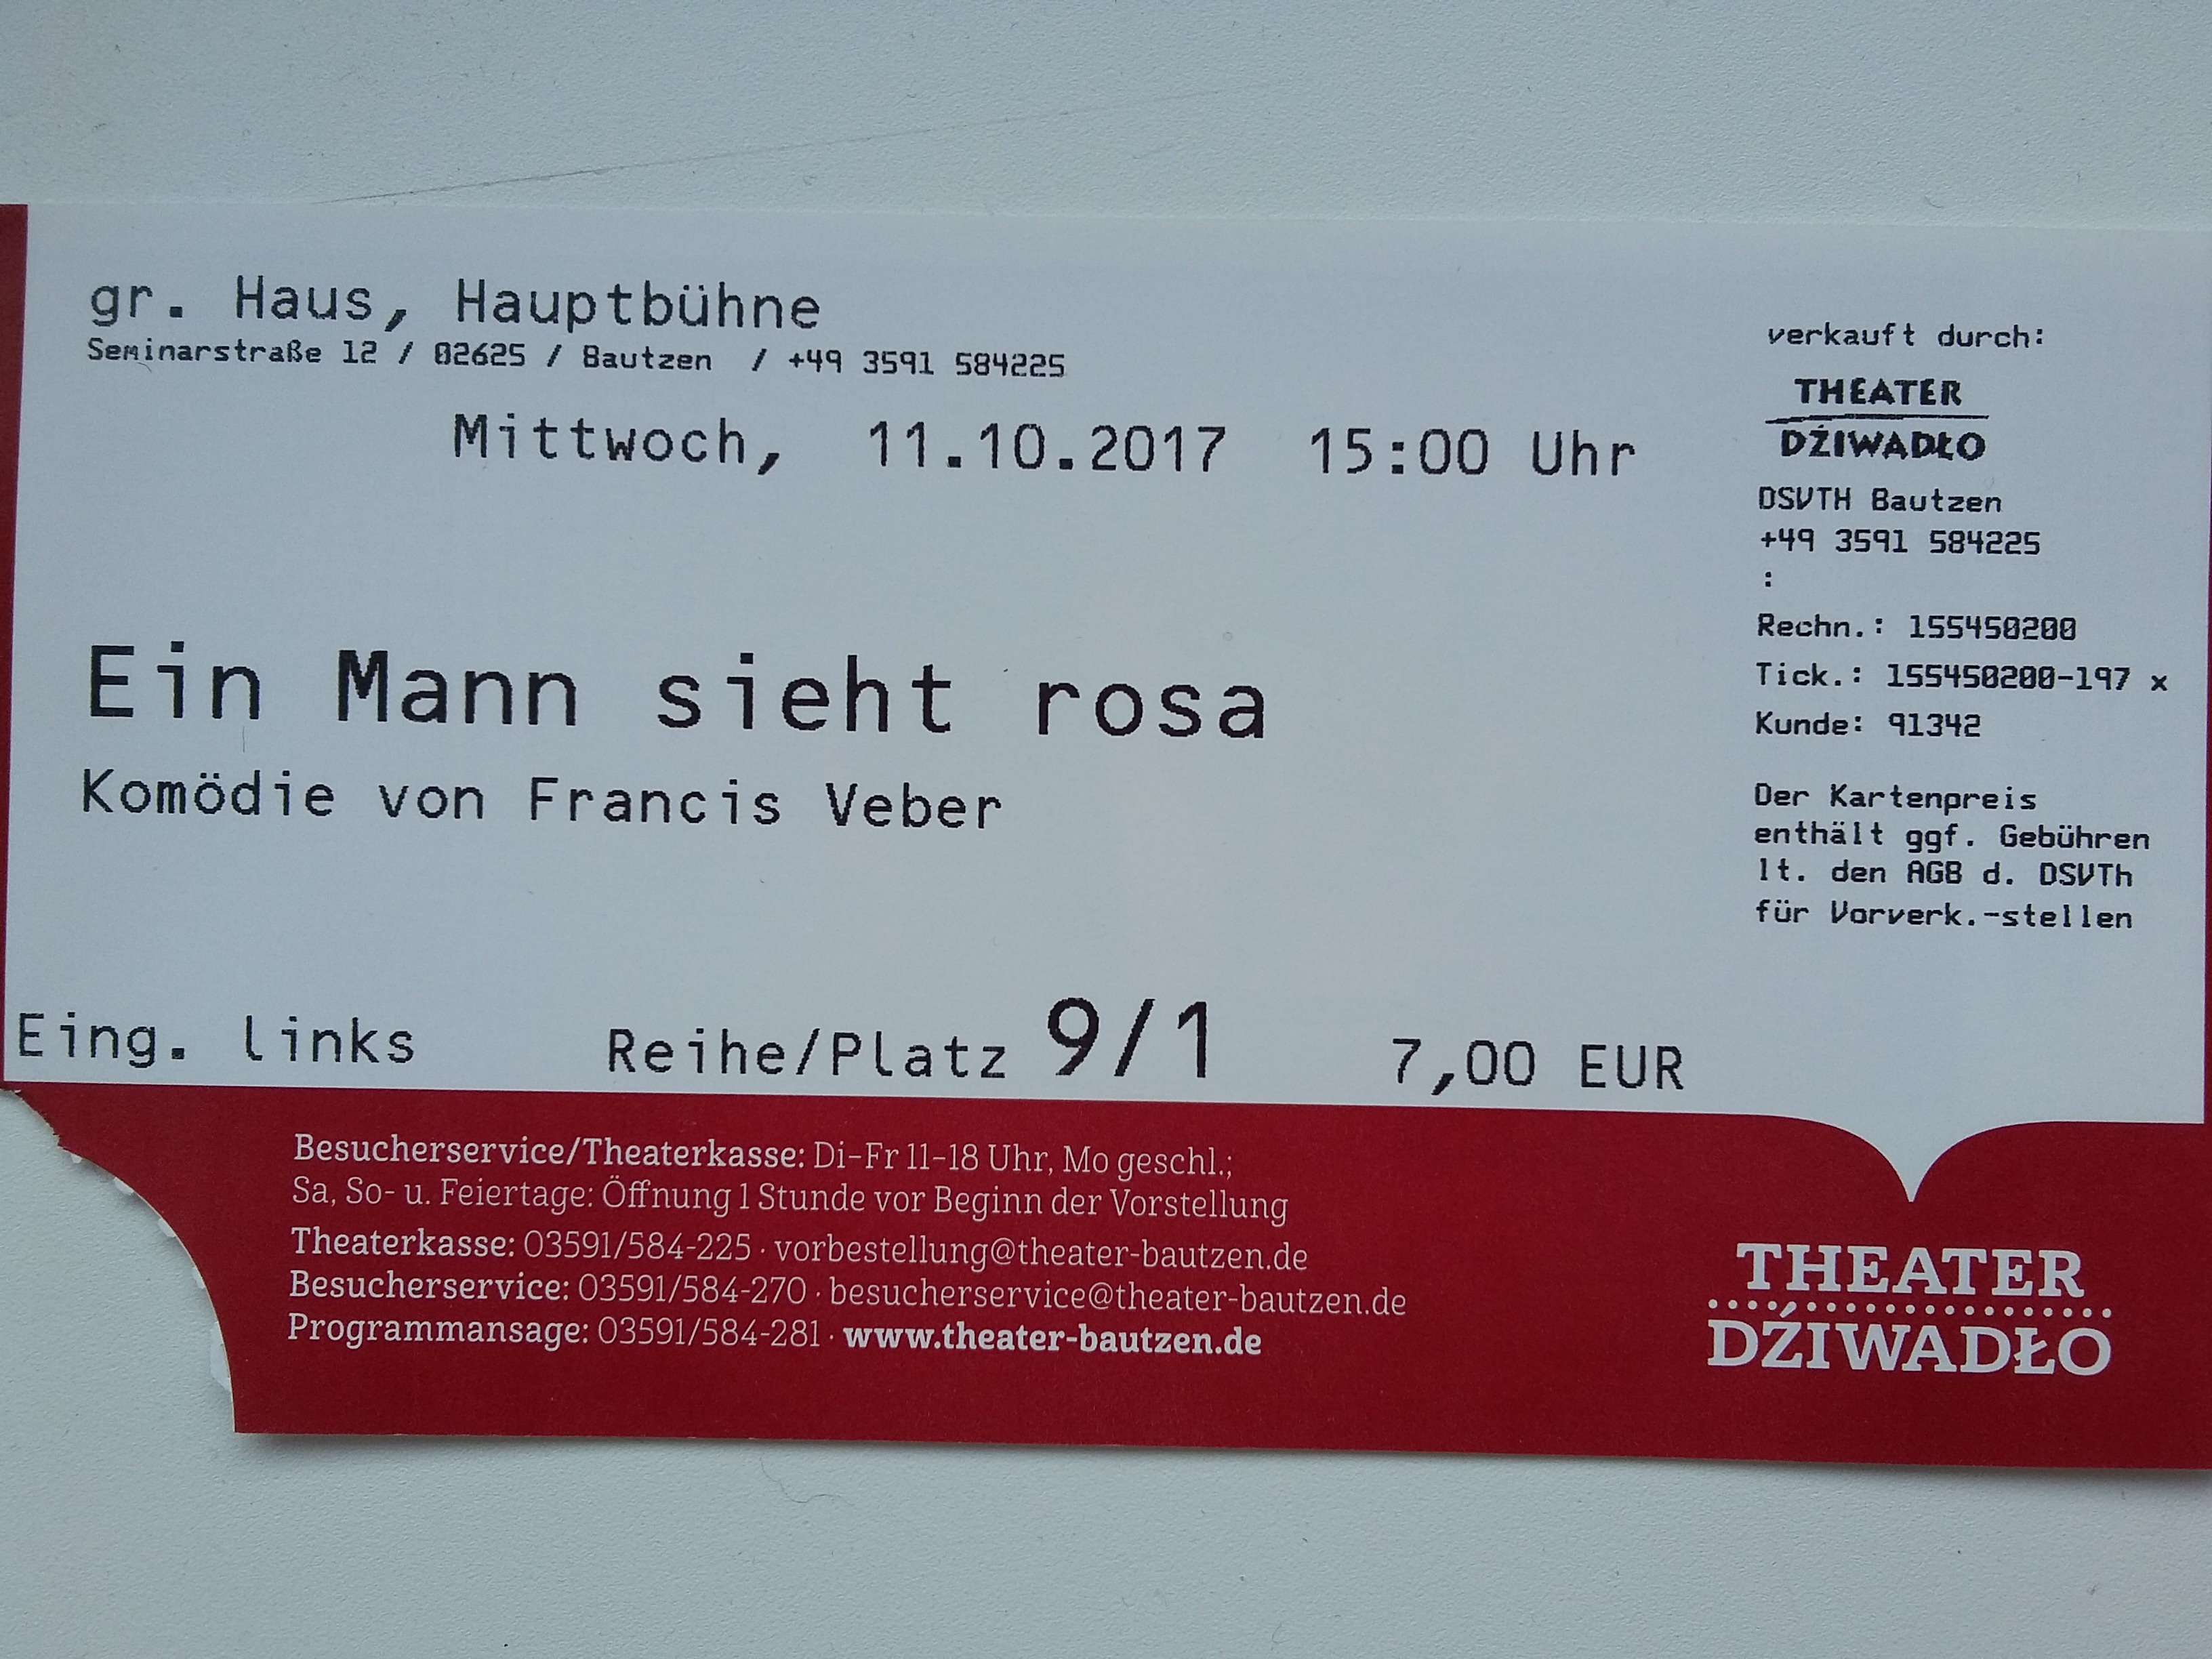 gr. Haus, Hauptbühne
Seminarstraße 12 / 02625 / Bautzen / +49 3591 584225
Mittwoch, 11.10.2017 15:00 Uhr
Ein Mann sieht rosa
Komödie von Francis Veber
Eing. links Reihe/Platz 9/1 7,00 EUR
verkauft durch:
THEATER
DŹIWADŁO
DSVTH Bautzen
+49 3591 584225
:
Rechn.: 155450200
Tick.: 155450200-197 x
Kunde: 91342
Der Kartenpreis
enthält ggf. Gebühren
lt. den AGB d. DSVTh
für Vorverk.-stellen
Besucherservice/Theaterkasse: Di–Fr 11–18 Uhr, Mo geschl.;
Sa, So- u. Feiertage: Öffnung 1 Stunde vor Beginn der Vorstellung
Theaterkasse: 03591/584-225 · vorbestellung@theater-bautzen.de
Besucherservice: 03591/584-270 · besucherservice@theater-bautzen.de
Programmansage: 03591/584-281 · www.theater-bautzen.de
THEATER
DŹIWADŁO